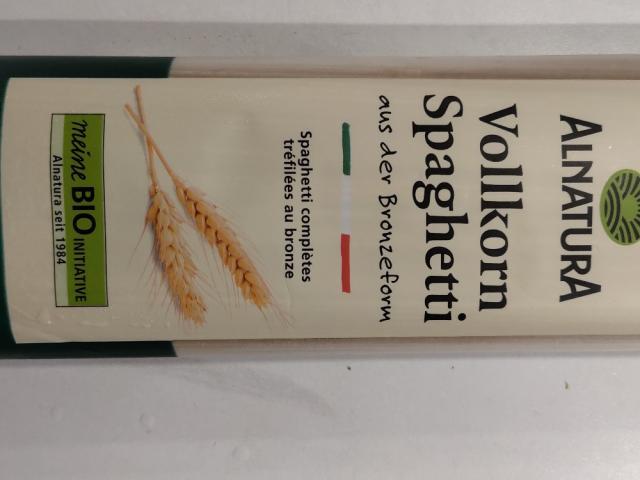 ALNATURA
Vollkorn
Spaghetti
aus der Bronzeform
Spaghetti complètes
tréfilées au bronze
meine BIO INITIATIVE
Alnatura seit 1984